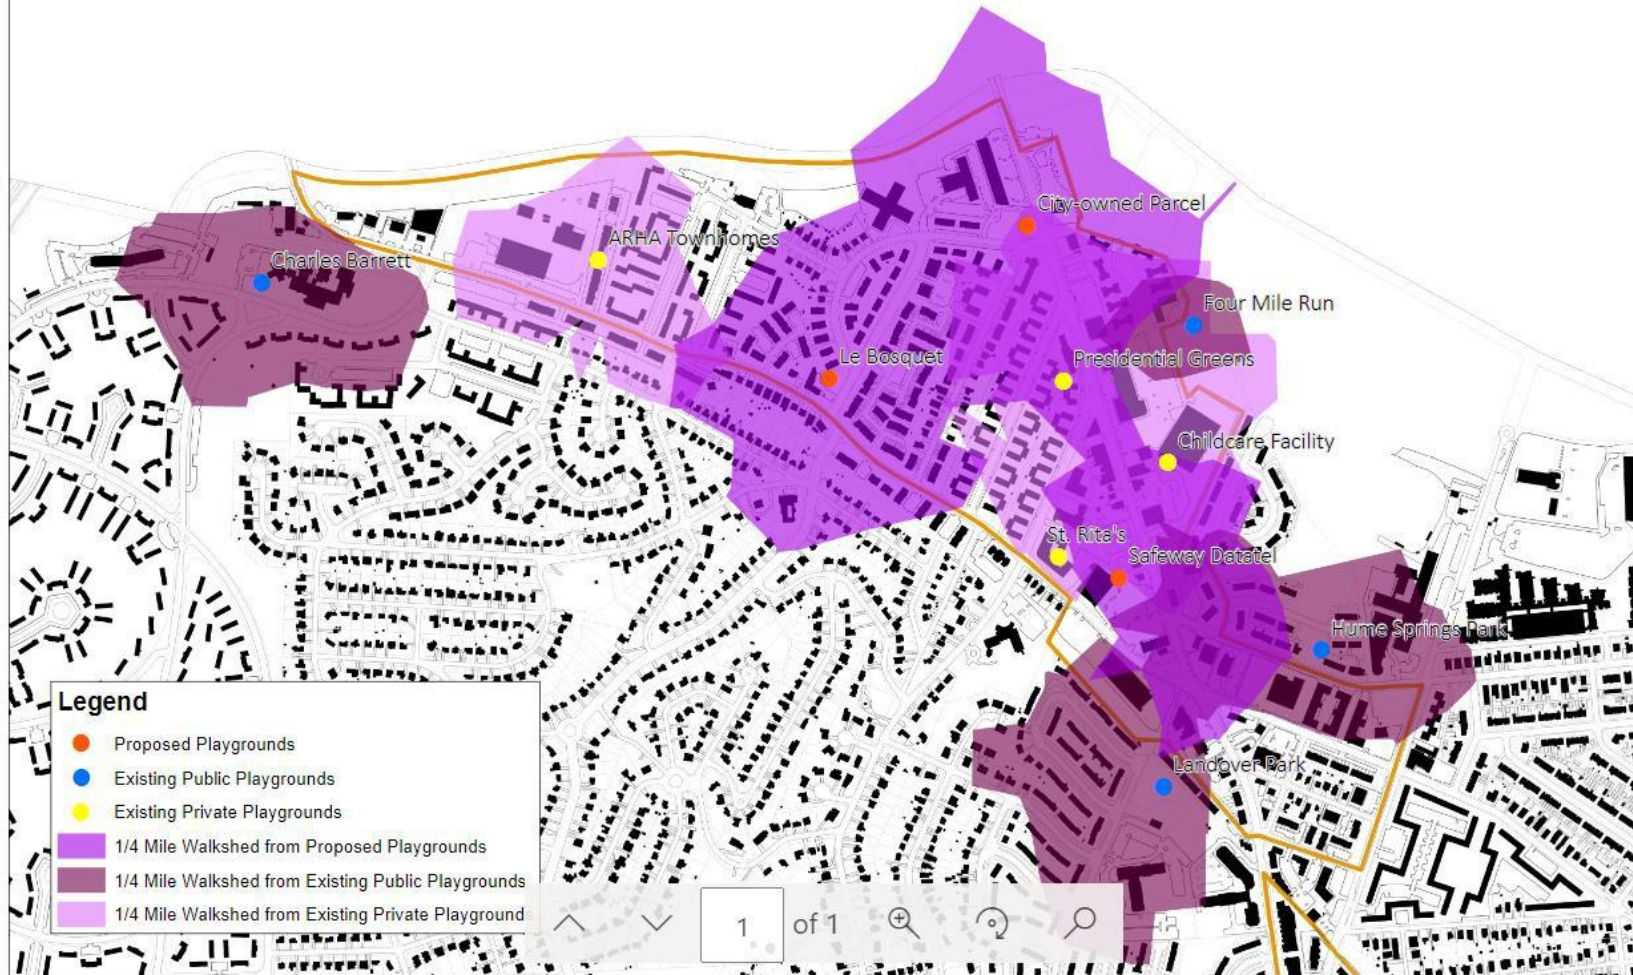 City-owned Parcel
ARHA Townhomes
Charles Barrett
Four Mile Run
Le Bosquet
Presidential Greens
Childcare Facility
St. Rita's
Safeway Datatel
Hume Springs Park
Landover Park
Legend
Proposed Playgrounds
Existing Public Playgrounds
Existing Private Playgrounds
1/4 Mile Walkshed from Proposed Playgrounds
1/4 Mile Walkshed from Existing Public Playgrounds
1/4 Mile Walkshed from Existing Private Playgrounds
1 of 1